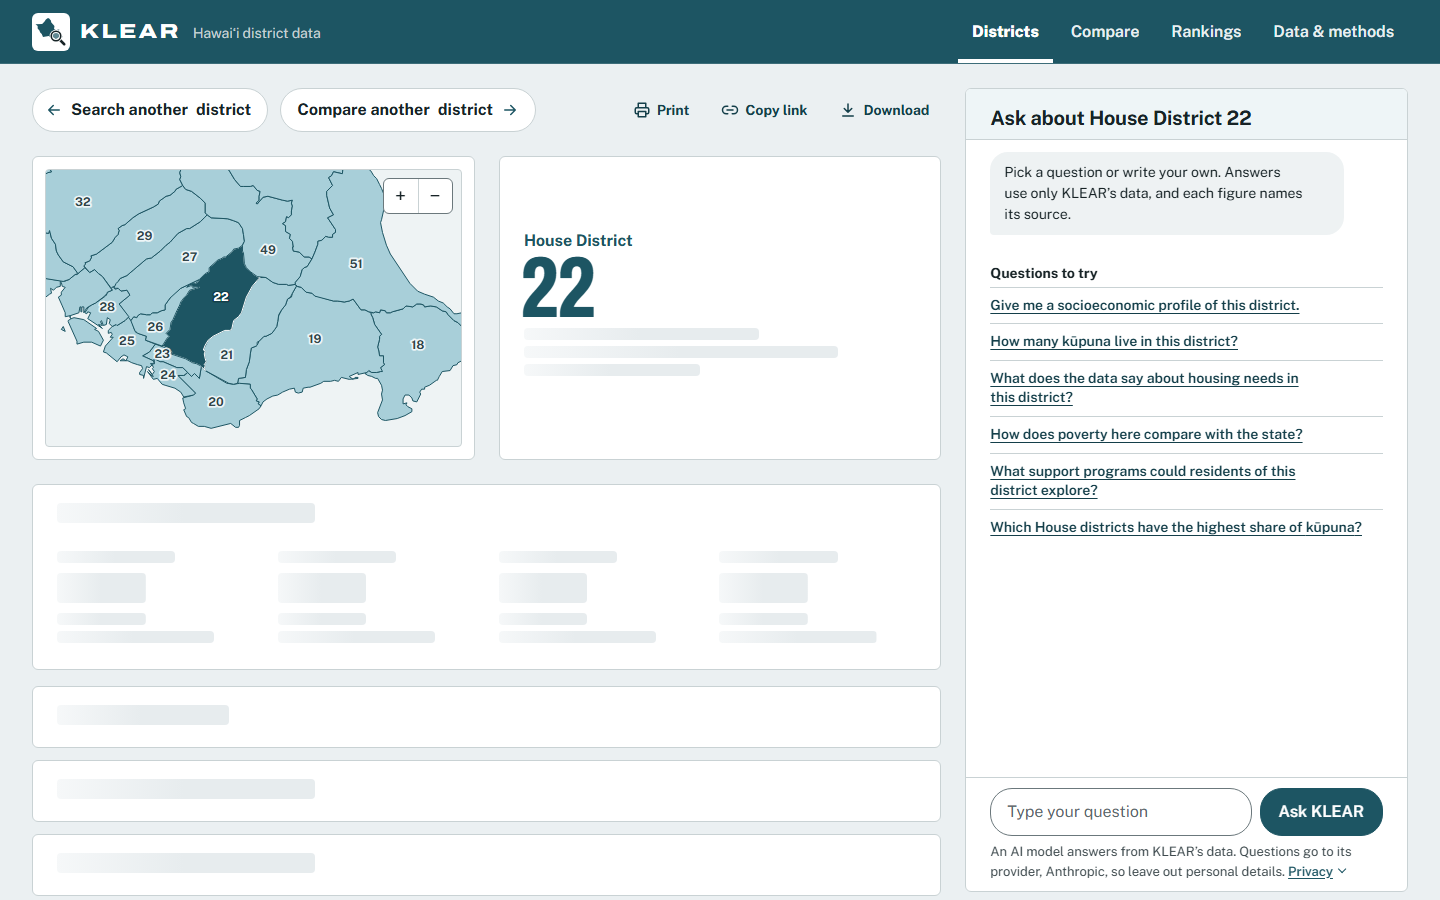 KLEAR
Hawaiʻi district data
Districts
Compare
Rankings
Data & methods
Search another district
Compare another district
Print
Copy link
Download
32
29
27
49
51
22
28
26
25
23
21
19
18
24
20
+
−
House District
22
Ask about House District 22
Pick a question or write your own. Answers
use only KLEAR’s data, and each figure names
its source.
Questions to try
Give me a socioeconomic profile of this district.
How many kūpuna live in this district?
What does the data say about housing needs in
this district?
How does poverty here compare with the state?
What support programs could residents of this
district explore?
Which House districts have the highest share of kūpuna?
Type your question
Ask KLEAR
An AI model answers from KLEAR’s data. Questions go to its
provider, Anthropic, so leave out personal details. Privacy